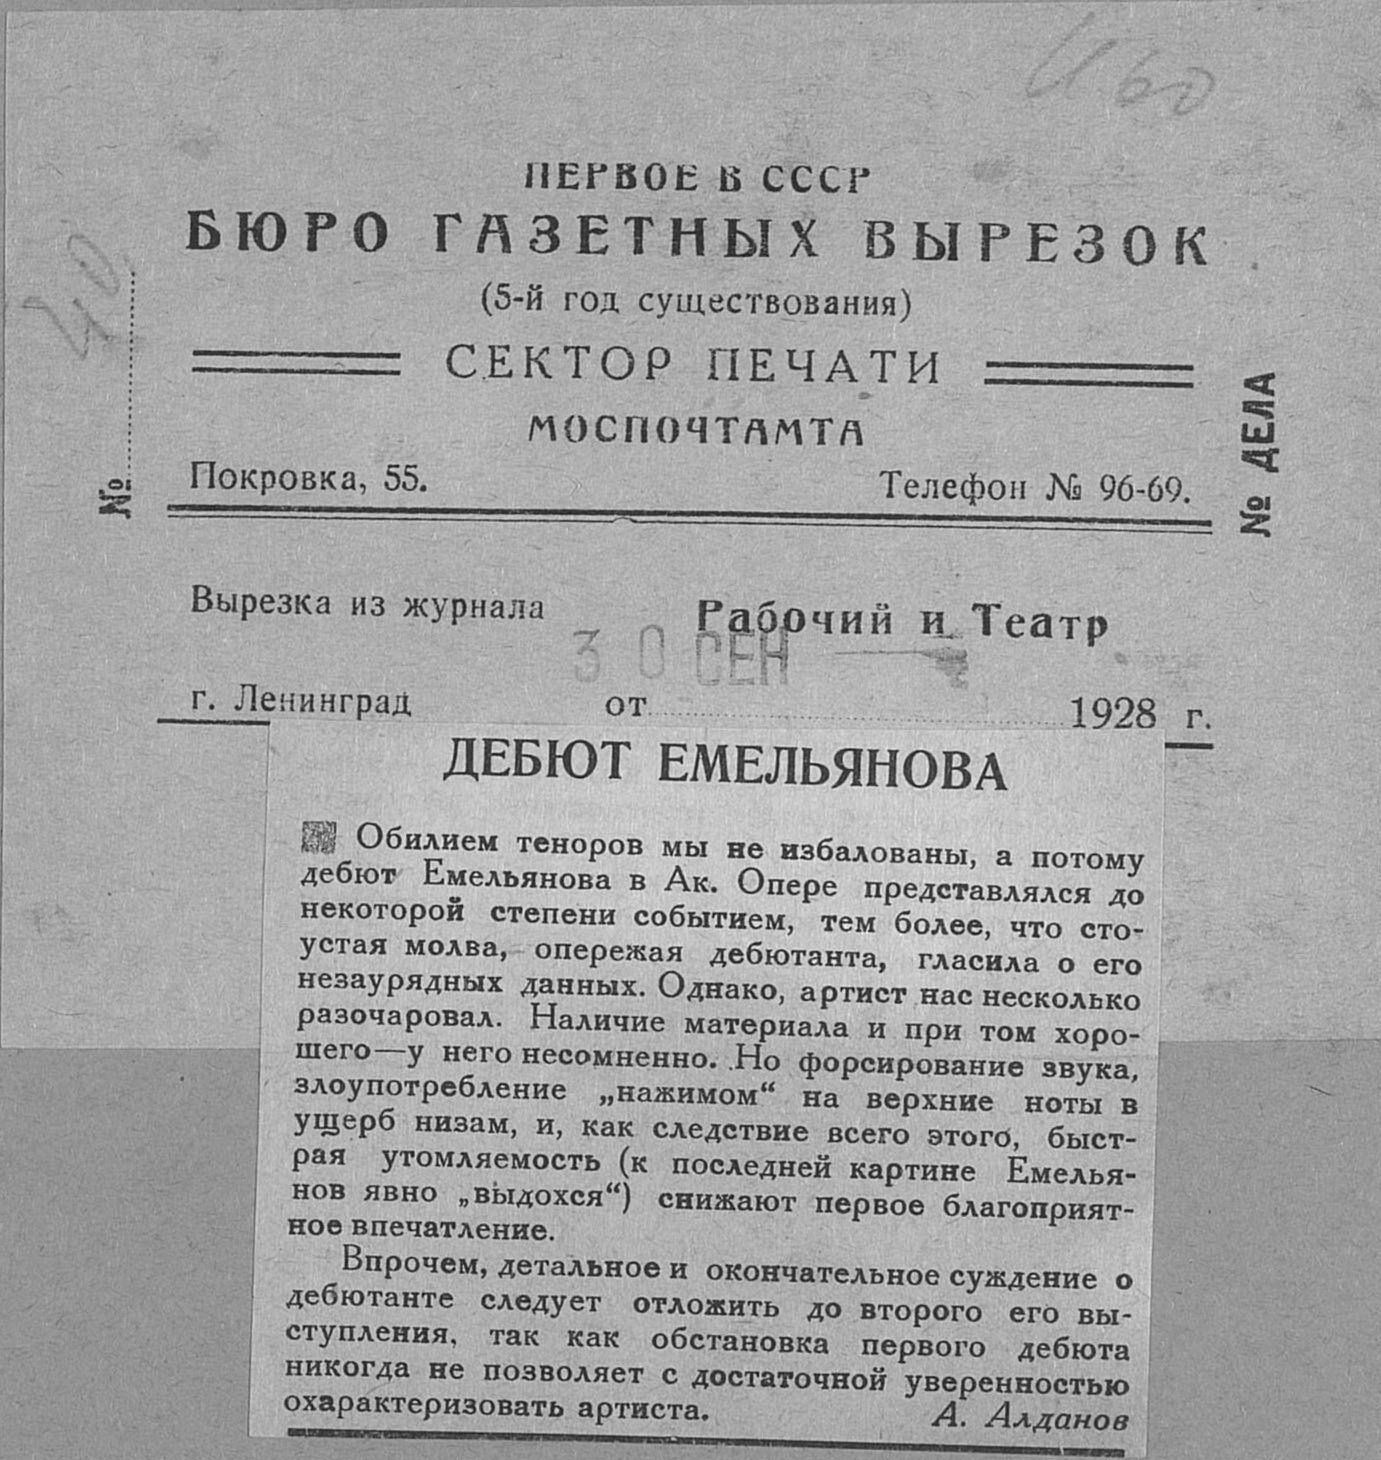 ПЕРВОЕ В СССР
БЮРО ГАЗЕТНЫХ ВЫРЕЗОК
(5-й год существования)
СЕКТОР ПЕЧАТИ
МОСПОЧТАМТА
Покровка, 55. Телефон № 96-69.
№
№ ДЕЛА
Вырезка из журнала Рабочий и Театр
30 СЕН
г. Ленинград от 1928 г.
ДЕБЮТ ЕМЕЛЬЯНОВА
Обилием теноров мы не избалованы, а потому
дебют Емельянова в Ак. Опере представлялся до
некоторой степени событием, тем более, что сто-
устая молва, опережая дебютанта, гласила о его
незаурядных данных. Однако, артист нас несколько
разочаровал. Наличие материала и при том хоро-
шего—у него несомненно. Но форсирование звука,
злоупотребление „нажимом“ на верхние ноты в
ущерб низам, и, как следствие всего этого, быст-
рая утомляемость (к последней картине Емелья-
нов явно „выдохся“) снижают первое благоприят-
ное впечатление.
Впрочем, детальное и окончательное суждение о
дебютанте следует отложить до второго его вы-
ступления, так как обстановка первого дебюта
никогда не позволяет с достаточной уверенностью
охарактеризовать артиста. А. Алданов